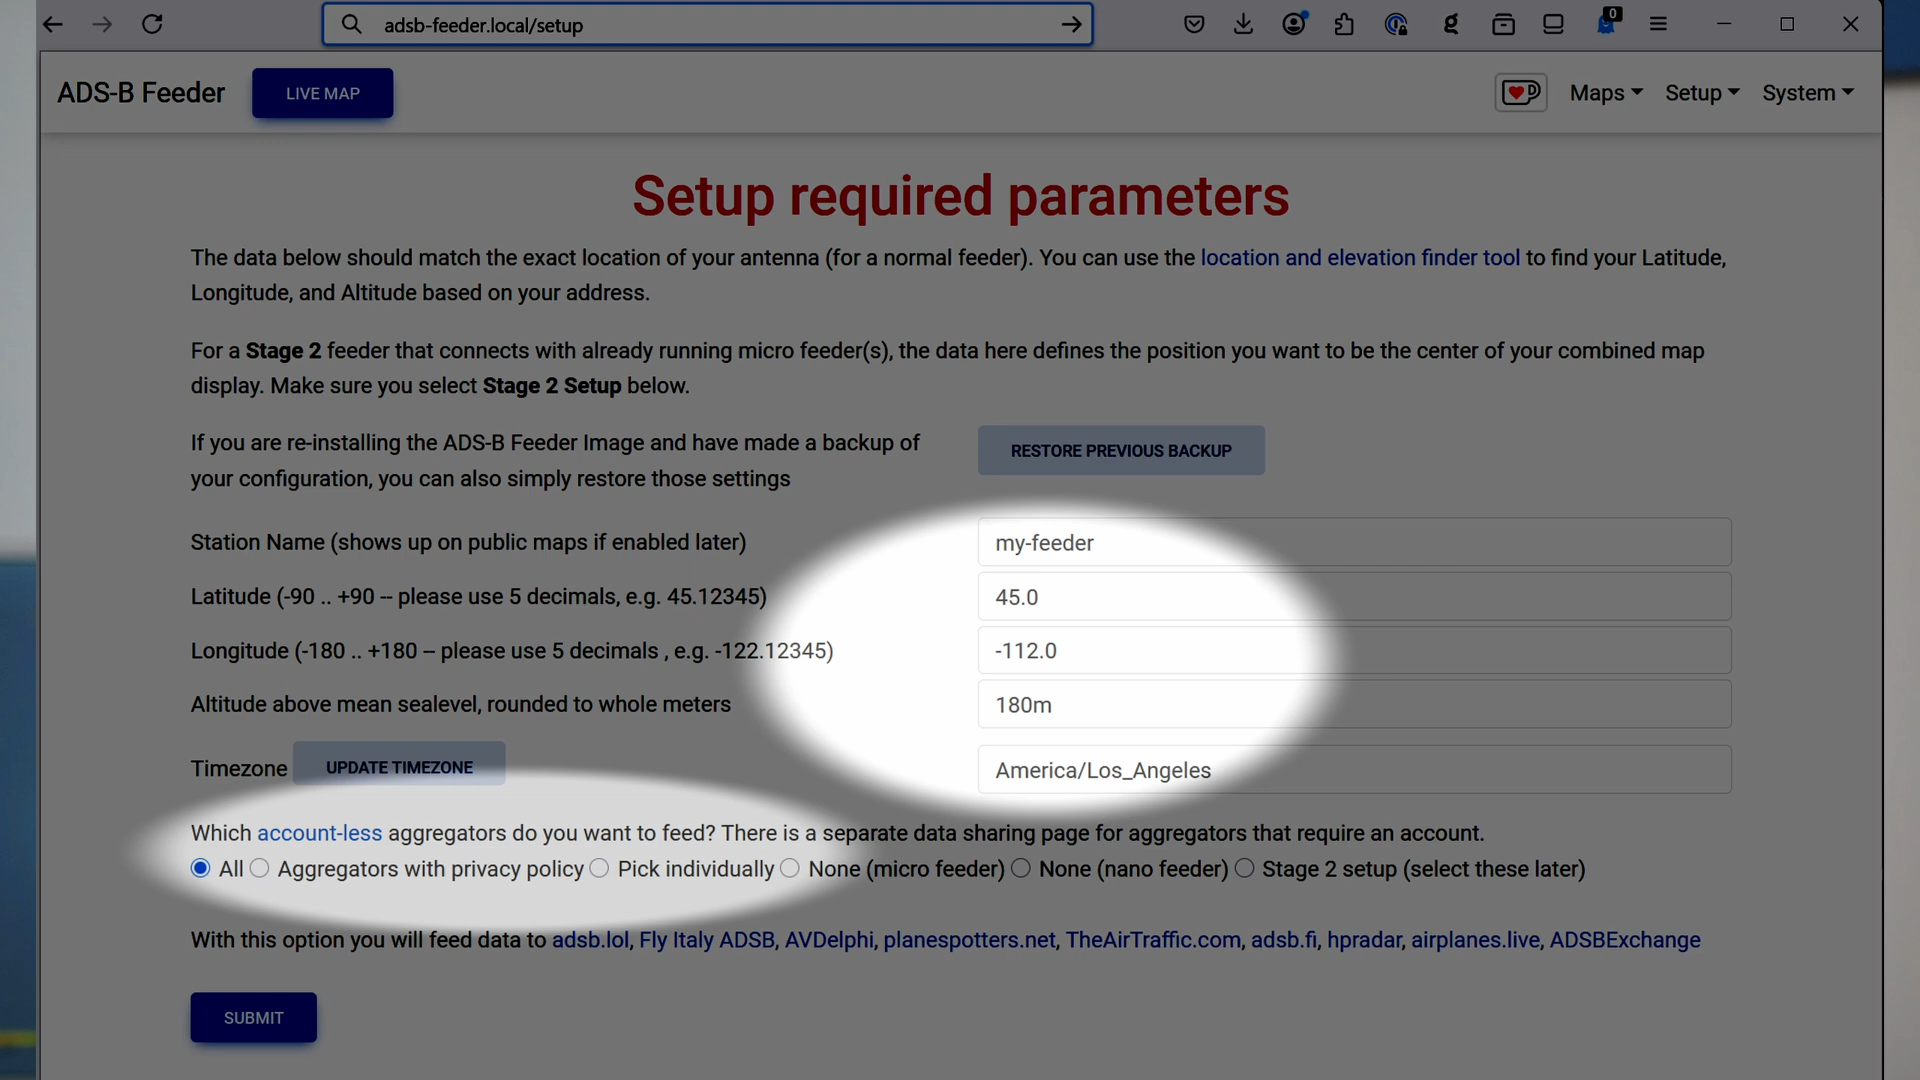 adsb-feeder.local/setup
0
ADS-B Feeder
LIVE MAP
Maps
Setup
System
Setup required parameters
The data below should match the exact location of your antenna (for a normal feeder). You can use the location and elevation finder tool to find your Latitude,
Longitude, and Altitude based on your address.
For a Stage 2 feeder that connects with already running micro feeder(s), the data here defines the position you want to be the center of your combined map
display. Make sure you select Stage 2 Setup below.
If you are re-installing the ADS-B Feeder Image and have made a backup of
your configuration, you can also simply restore those settings
RESTORE PREVIOUS BACKUP
Station Name (shows up on public maps if enabled later)
my-feeder
Latitude (-90 .. +90 -- please use 5 decimals, e.g. 45.12345)
45.0
Longitude (-180 .. +180 -- please use 5 decimals , e.g. -122.12345)
-112.0
Altitude above mean sealevel, rounded to whole meters
180m
Timezone
UPDATE TIMEZONE
America/Los_Angeles
Which account-less aggregators do you want to feed? There is a separate data sharing page for aggregators that require an account.
All Aggregators with privacy policy Pick individually None (micro feeder) None (nano feeder) Stage 2 setup (select these later)
With this option you will feed data to adsb.lol, Fly Italy ADSB, AVDelphi, planespotters.net, TheAirTraffic.com, adsb.fi, hpradar, airplanes.live, ADSBExchange
SUBMIT